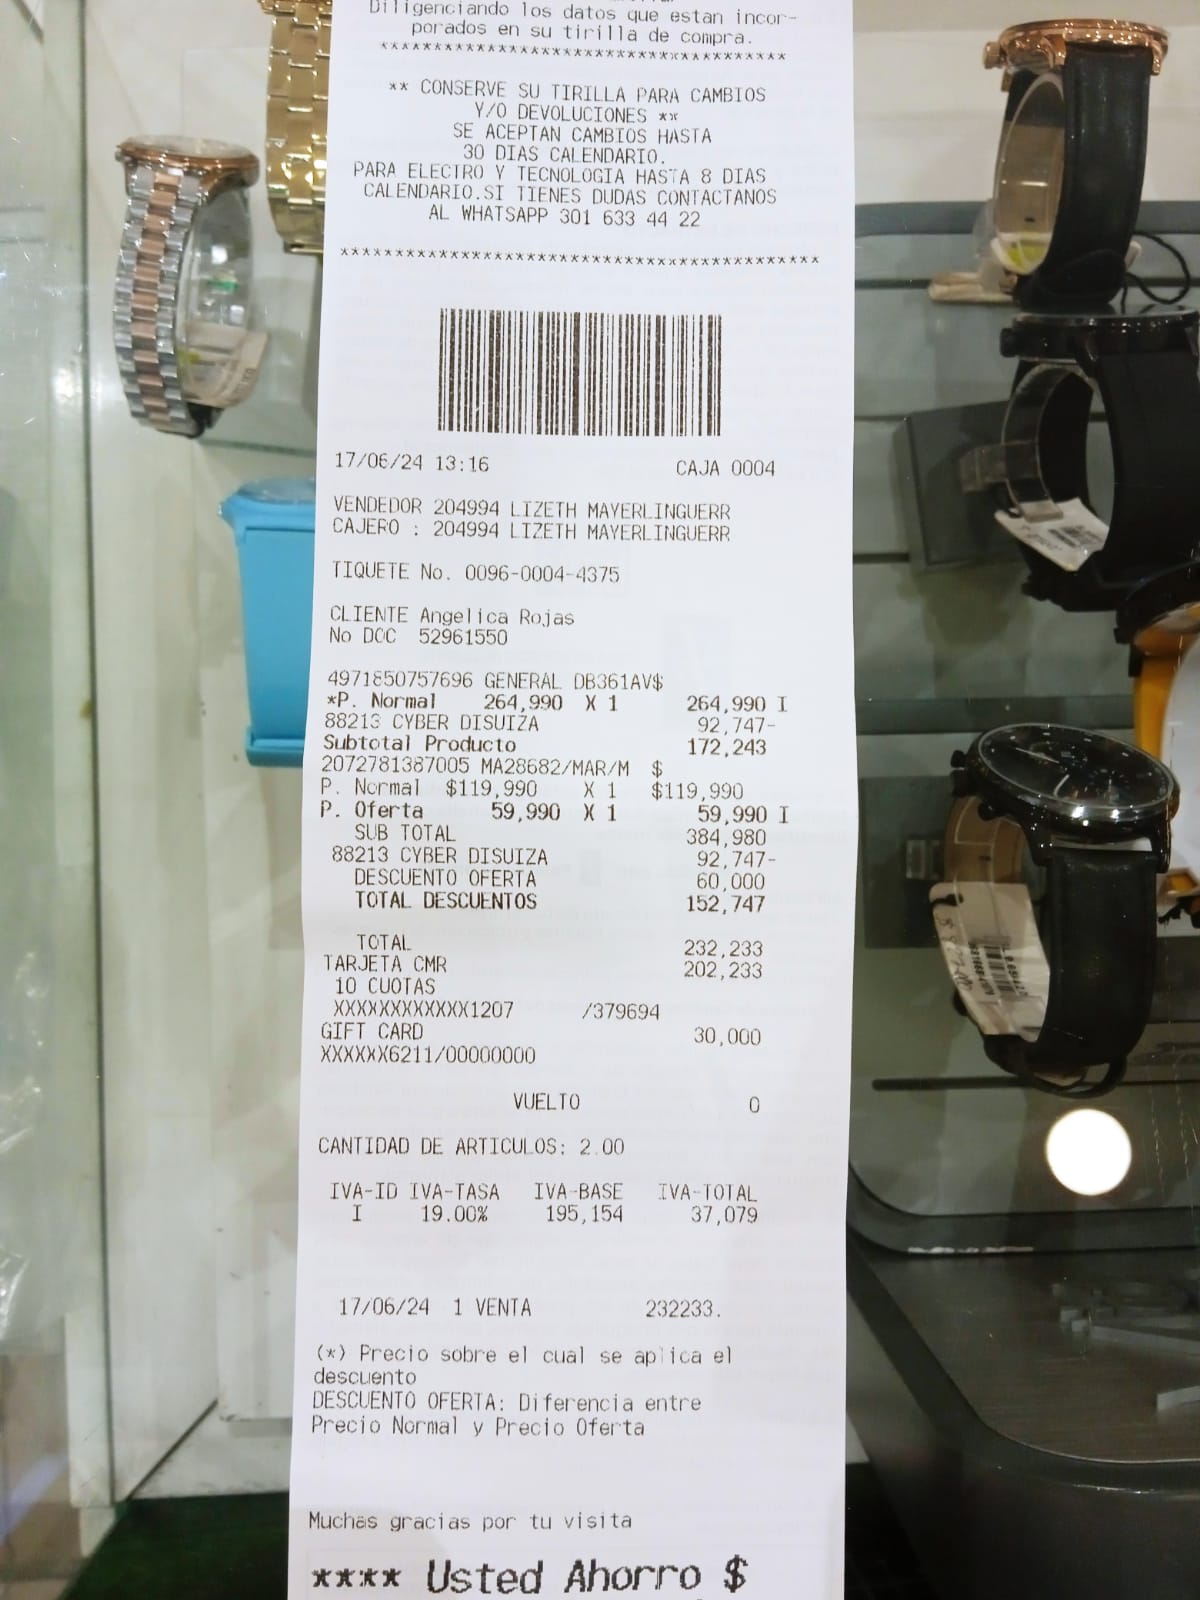 Diligenciando los datos que estan incor-
porados en su tirilla de compra.
****************************************
** CONSERVE SU TIRILLA PARA CAMBIOS
Y/O DEVOLUCIONES **
SE ACEPTAN CAMBIOS HASTA
30 DIAS CALENDARIO.
PARA ELECTRO Y TECNOLOGIA HASTA 8 DIAS
CALENDARIO.SI TIENES DUDAS CONTACTANOS
AL WHATSAPP 301 633 44 22
********************************************
17/06/24 13:16 CAJA 0004
VENDEDOR 204994 LIZETH MAYERLINGUERR
CAJERO : 204994 LIZETH MAYERLINGUERR
TIQUETE No. 0096-0004-4375
CLIENTE Angelica Rojas
No DOC 52961550
4971850757696 GENERAL DB361AV$
*P. Normal 264,990 X 1 264,990 I
88213 CYBER DISUIZA 92,747-
Subtotal Producto 172,243
2072781387005 MA28682/MAR/M $
P. Normal $119,990 X 1 $119,990
P. Oferta 59,990 X 1 59,990 I
SUB TOTAL 384,980
88213 CYBER DISUIZA 92,747-
DESCUENTO OFERTA 60,000
TOTAL DESCUENTOS 152,747
TOTAL 232,233
TARJETA CMR 202,233
10 CUOTAS
XXXXXXXXXXXX1207 /379694
GIFT CARD 30,000
XXXXXX6211/00000000
VUELTO 0
CANTIDAD DE ARTICULOS: 2.00
IVA-ID IVA-TASA IVA-BASE IVA-TOTAL
I 19.00% 195,154 37,079
17/06/24 1 VENTA 232233.
(*) Precio sobre el cual se aplica el
descuento
DESCUENTO OFERTA: Diferencia entre
Precio Normal y Precio Oferta
Muchas gracias por tu visita
**** Usted Ahorro $